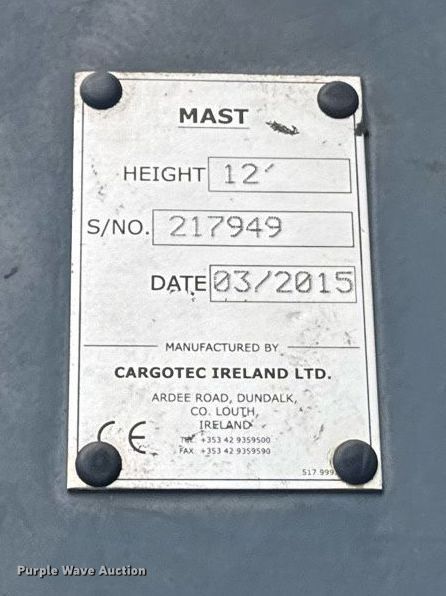 MAST
HEIGHT 12'
S/NO. 217949
DATE 03/2015
MANUFACTURED BY
CARGOTEC IRELAND LTD.
ARDEE ROAD, DUNDALK,
CO. LOUTH,
IRELAND
CE
TEL +353 42 9359500
FAX +353 42 9359590
Purple Wave Auction